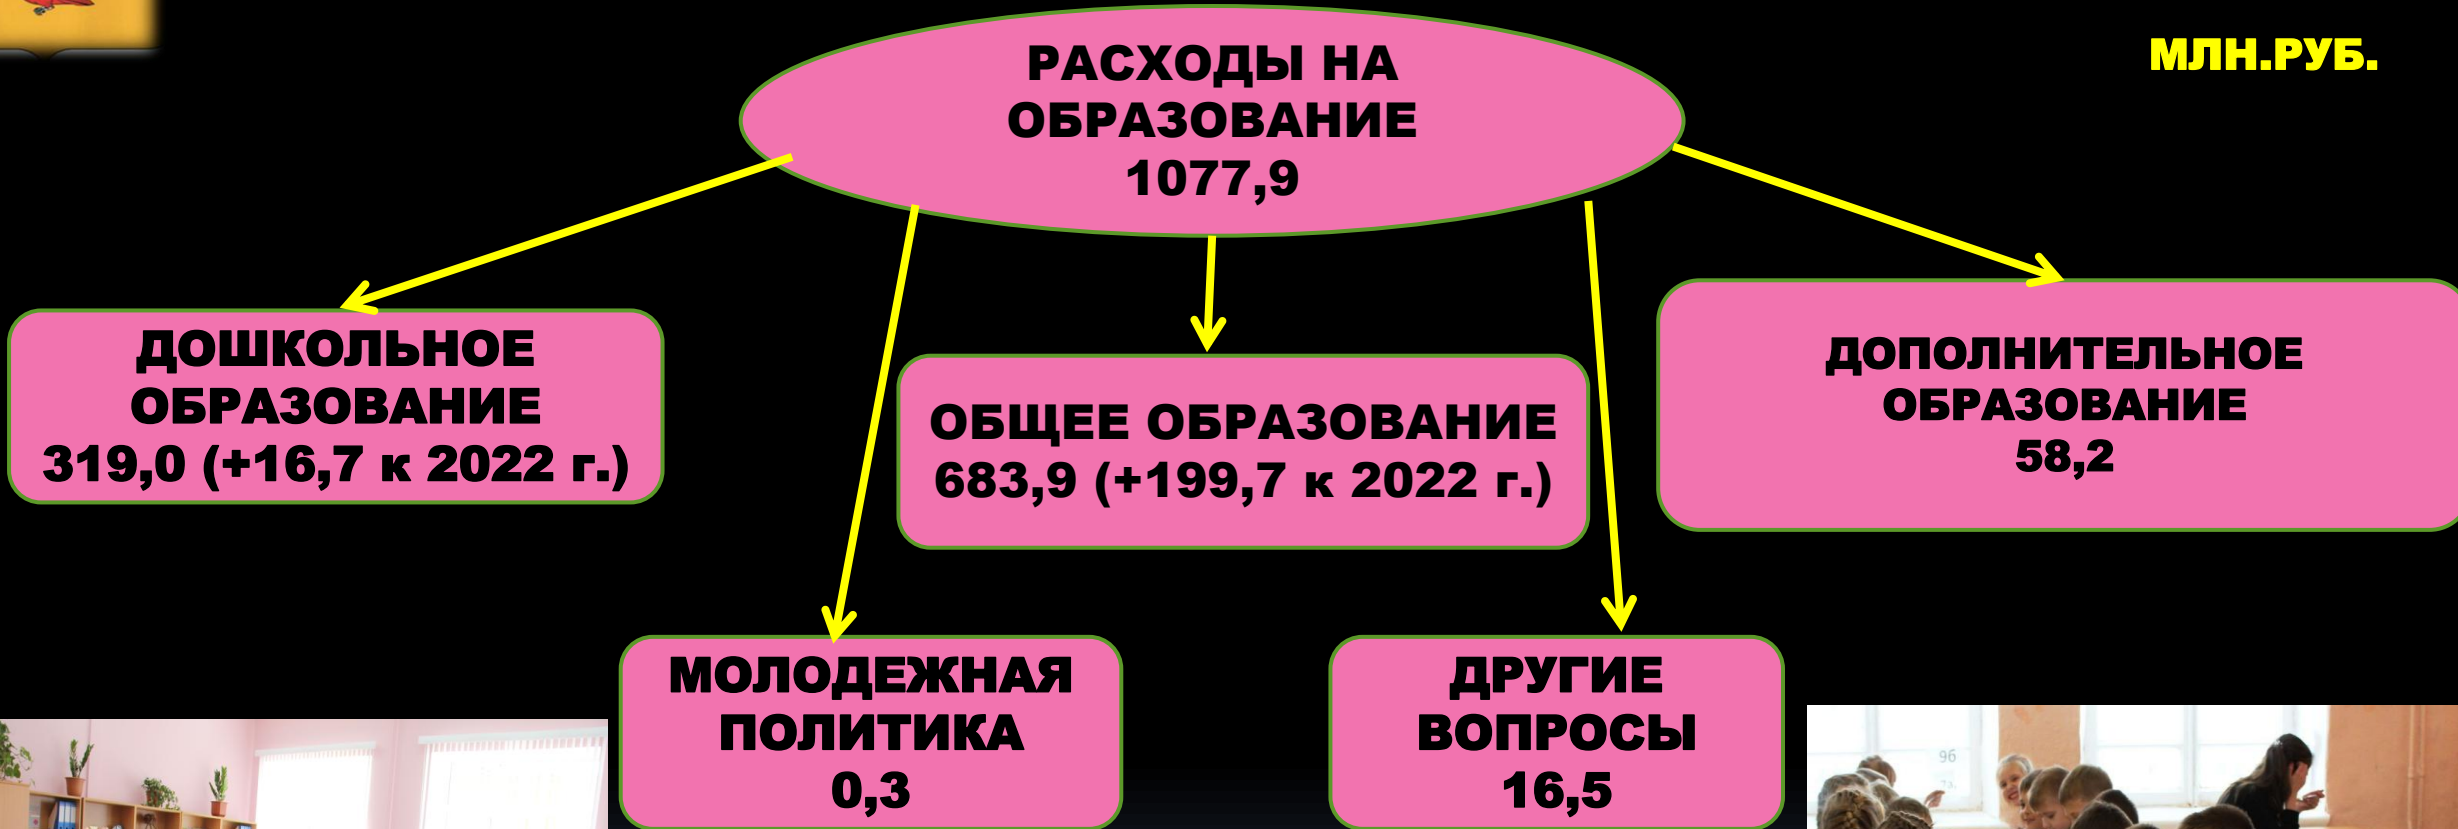 РАСХОДЫ НА
ОБРАЗОВАНИЕ
1077,9
МЛН.РУБ.
ДОШКОЛЬНОЕ
ОБРАЗОВАНИЕ
319,0 (+16,7 к 2022 г.)
ОБЩЕЕ ОБРАЗОВАНИЕ
683,9 (+199,7 к 2022 г.)
ДОПОЛНИТЕЛЬНОЕ
ОБРАЗОВАНИЕ
58,2
МОЛОДЕЖНАЯ
ПОЛИТИКА
0,3
ДРУГИЕ
ВОПРОСЫ
16,5